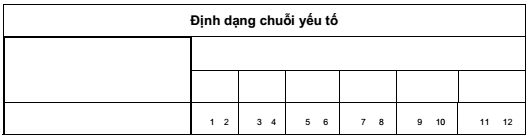 Định dạng chuỗi yếu tố
1 2 3 4 5 6 7 8 9 10 11 12